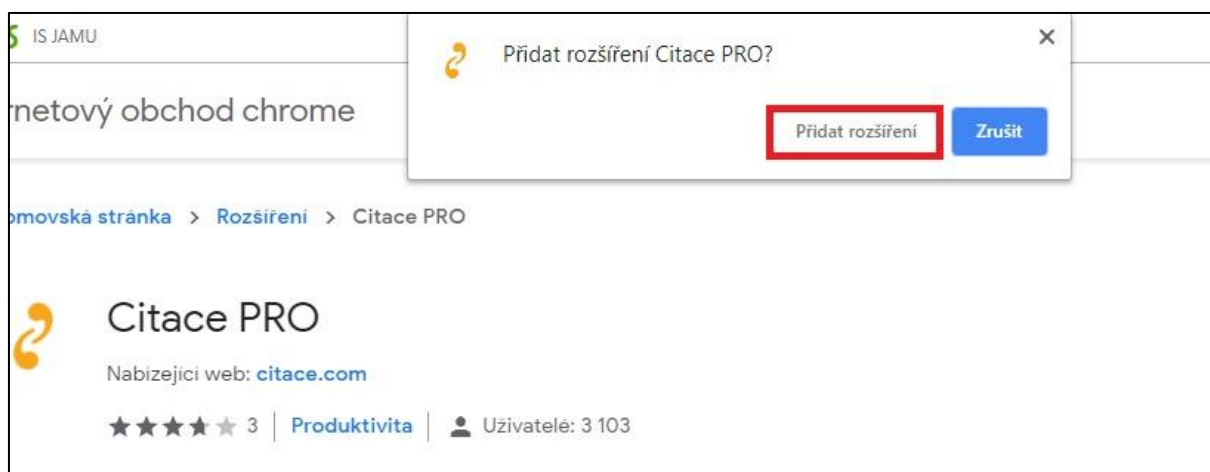 IS JAMU
Přidat rozšíření Citace PRO?
rnetový obchod chrome
Přidat rozšíření
Zrušit
omovská stránka > Rozšíření > Citace PRO
Citace PRO
Nabízející web: citace.com
3 | Produktivita | Uživatelé: 3 103